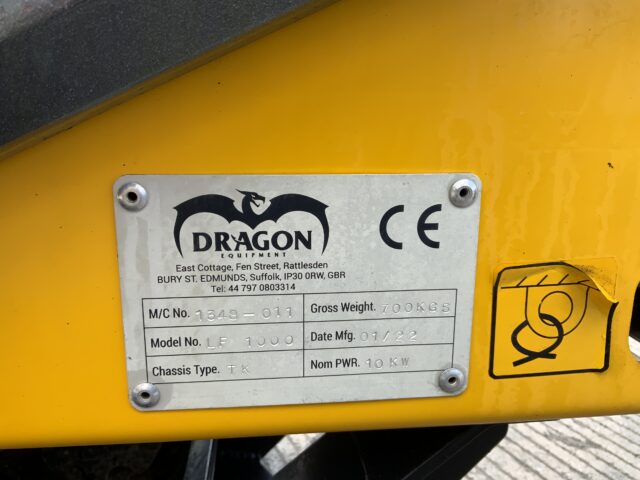 DRAGON
EQUIPMENT
CE
East Cottage, Fen Street, Rattlesden
BURY ST. EDMUNDS, Suffolk, IP30 0RW, GBR
Tel: 44 797 0803314
M/C No. 1648-011 Gross Weight. 700KGS
Model No. LF 1000 Date Mfg. 01/22
Chassis Type. TK Nom PWR. 10 KW